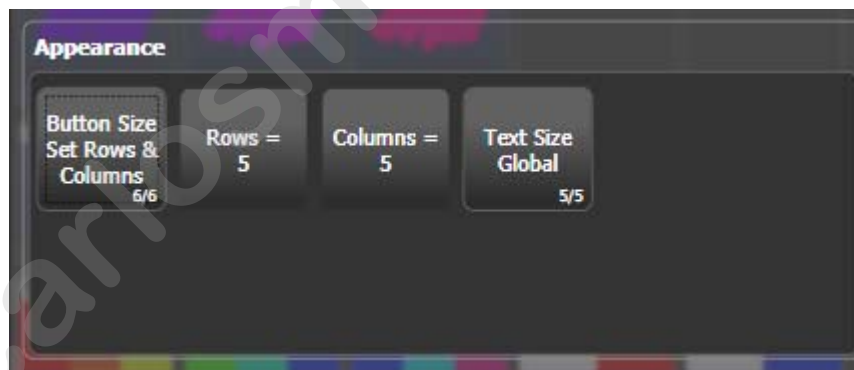 Appearance
Button Size
Set Rows &
Columns
6/6
Rows =
5
Columns =
5
Text Size
Global
5/5